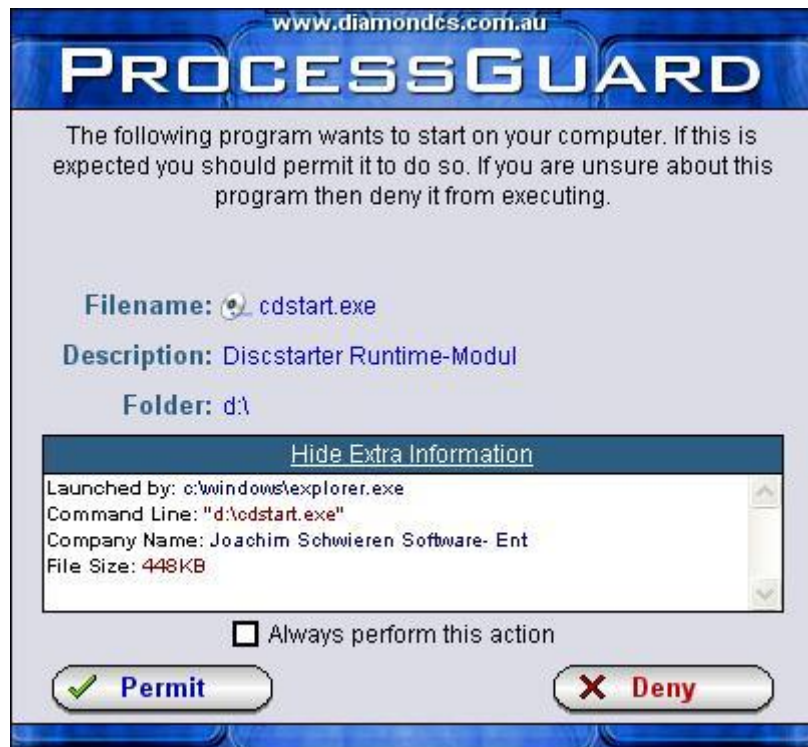 www.diamondcs.com.au
PROCESSGUARD
The following program wants to start on your computer. If this is
expected you should permit it to do so. If you are unsure about this
program then deny it from executing.
Filename: cdstart.exe
Description: Discstarter Runtime-Modul
Folder: d:\
Hide Extra Information
Launched by: c:\windows\explorer.exe
Command Line: "d:\cdstart.exe"
Company Name: Joachim Schwieren Software- Ent
File Size: 448KB
Always perform this action
Permit
Deny